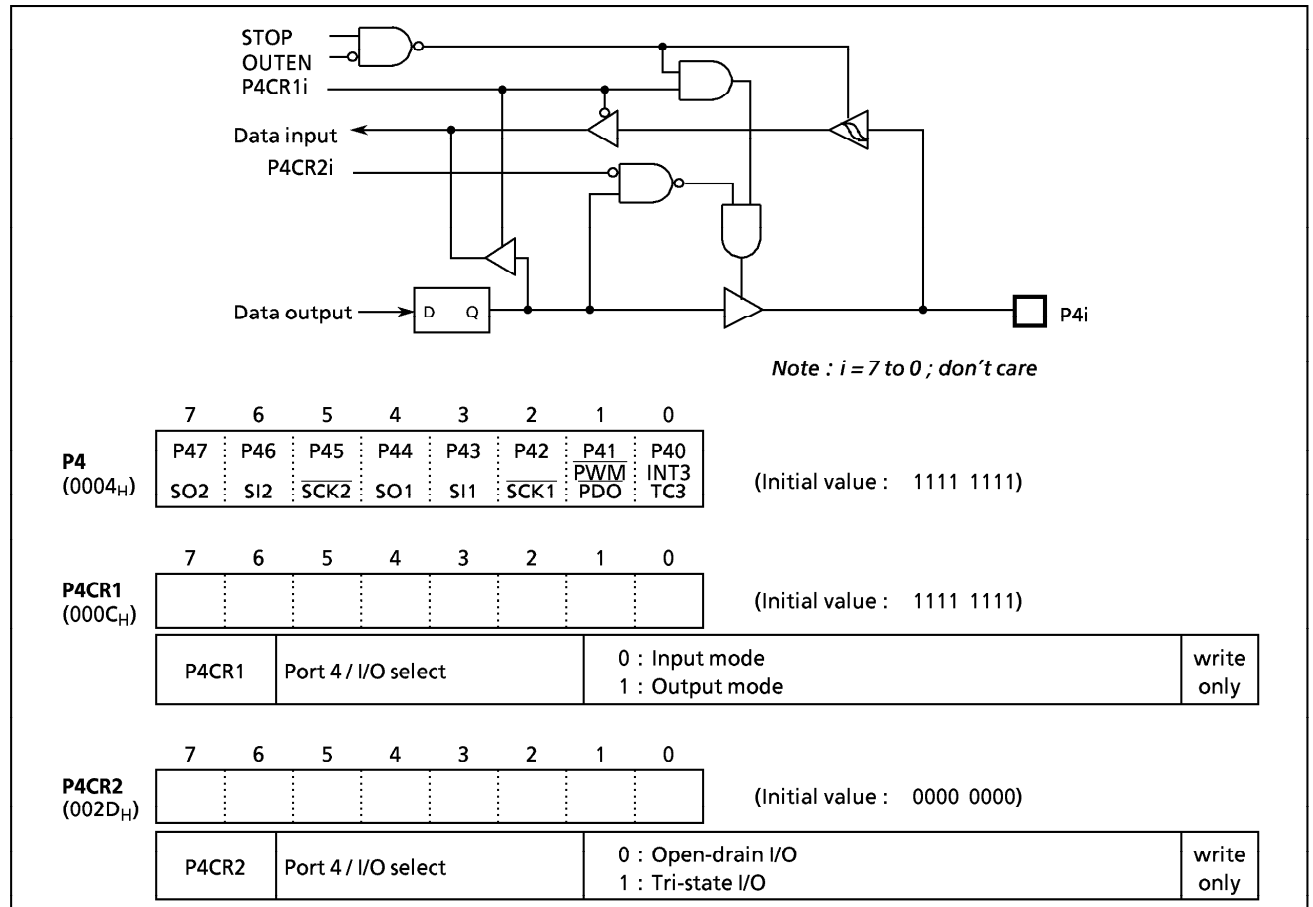 STOP
OUTEN
P4CR1i
Data input
P4CR2i
Data output
D Q
P4i
Note : i = 7 to 0 ; don't care
7 6 5 4 3 2 1 0
P4 (0004H)
P47 P46 P45 P44 P43 P42 P41 P40
PWM INT3
SO2 SI2 SCK2 SO1 SI1 SCK1 PDO TC3
(Initial value : 1111 1111)
7 6 5 4 3 2 1 0
P4CR1
(000CH)
(Initial value : 1111 1111)
P4CR1 Port 4 / I/O select
0 : Input mode
1 : Output mode
write
only
7 6 5 4 3 2 1 0
P4CR2
(002DH)
(Initial value : 0000 0000)
P4CR2 Port 4 / I/O select
0 : Open-drain I/O
1 : Tri-state I/O
write
only